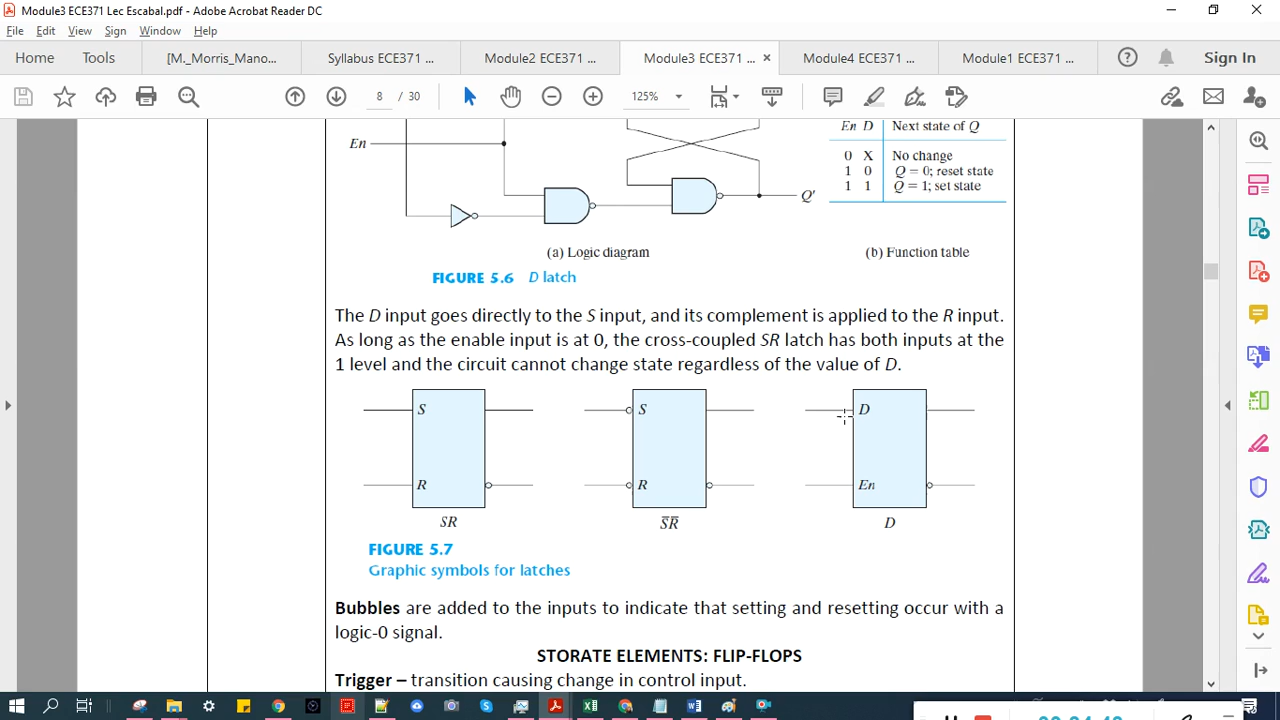 Module3 ECE371 Lec Escabal.pdf - Adobe Acrobat Reader DC
File Edit View Sign Window Help
Home Tools [M._Morris_Mano... Syllabus ECE371 ... Module2 ECE371 ... Module3 ECE371 ... × Module4 ECE371 ... Module1 ECE371 ... Sign In
8 / 30 125%
En D Next state of Q
En
0 X No change
1 0 Q = 0; reset state
1 1 Q = 1; set state
Q'
(a) Logic diagram (b) Function table
FIGURE 5.6 D latch
The D input goes directly to the S input, and its complement is applied to the R input.
As long as the enable input is at 0, the cross-coupled SR latch has both inputs at the
1 level and the circuit cannot change state regardless of the value of D.
S S D
R R En
SR S̅R̅ D
FIGURE 5.7
Graphic symbols for latches
Bubbles are added to the inputs to indicate that setting and resetting occur with a
logic-0 signal.
STORATE ELEMENTS: FLIP-FLOPS
Trigger – transition causing change in control input.